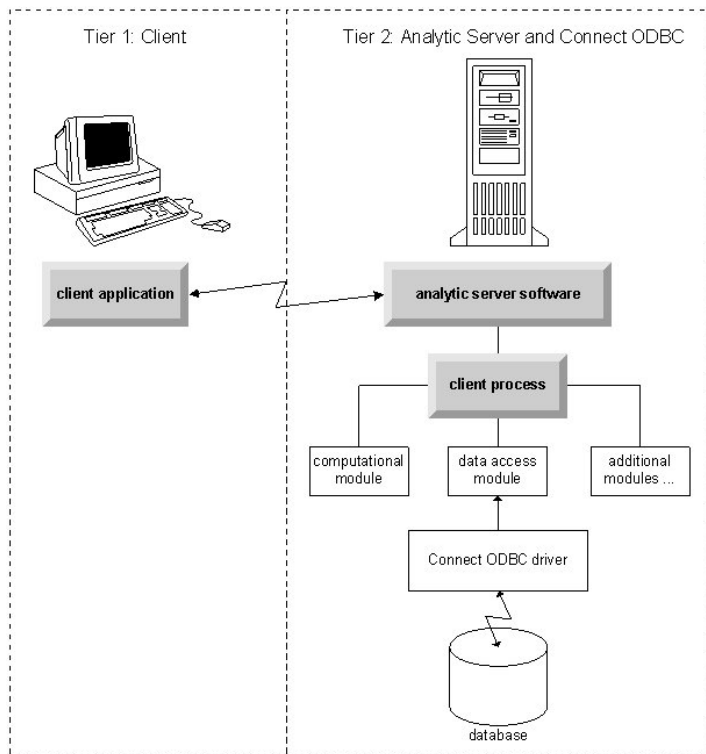 Tier 1: Client
Tier 2: Analytic Server and Connect ODBC
client application
analytic server software
client process
computational
module
data access
module
additional
modules ...
Connect ODBC driver
database